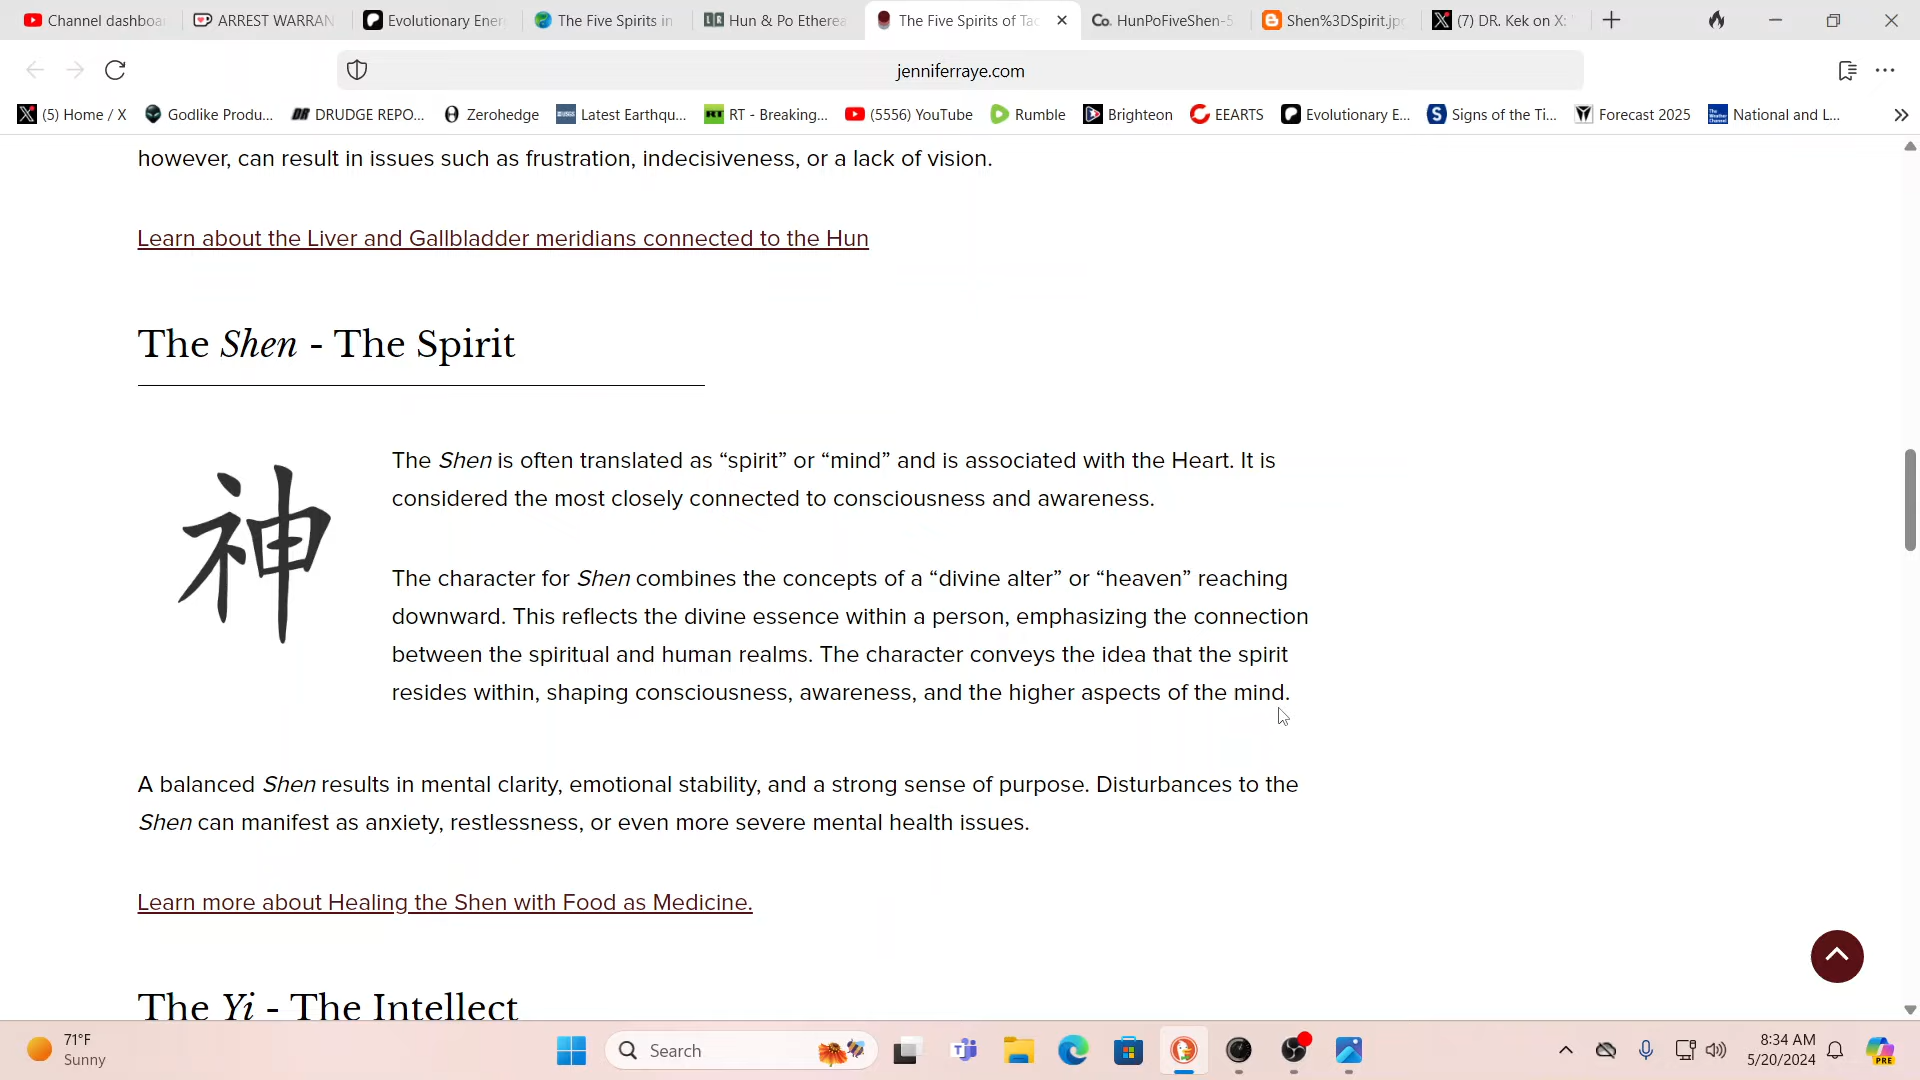 Channel dashboa
ARREST WARRAN
Evolutionary Ener
The Five Spirits in
LR
Hun & Po Etherea
The Five Spirits of Tao
Co.
HunPoFiveShen-5
Shen%3DSpirit.jpg
(7) DR. Kek on X: "
jenniferraye.com
(5) Home / X
Godlike Produ...
DRUDGE REPO...
Zerohedge
Latest Earthqu...
RT
RT - Breaking...
(5556) YouTube
Rumble
Brighteon
EEARTS
Evolutionary E...
Signs of the Ti...
Forecast 2025
National and L...
however, can result in issues such as frustration, indecisiveness, or a lack of vision.
Learn about the Liver and Gallbladder meridians connected to the Hun
The Shen - The Spirit
神
The Shen is often translated as “spirit” or “mind” and is associated with the Heart. It is
considered the most closely connected to consciousness and awareness.
The character for Shen combines the concepts of a “divine alter” or “heaven” reaching
downward. This reflects the divine essence within a person, emphasizing the connection
between the spiritual and human realms. The character conveys the idea that the spirit
resides within, shaping consciousness, awareness, and the higher aspects of the mind.
A balanced Shen results in mental clarity, emotional stability, and a strong sense of purpose. Disturbances to the
Shen can manifest as anxiety, restlessness, or even more severe mental health issues.
Learn more about Healing the Shen with Food as Medicine.
The Yi - The Intellect
71°F
Sunny
Search
8:34 AM
5/20/2024
PRE